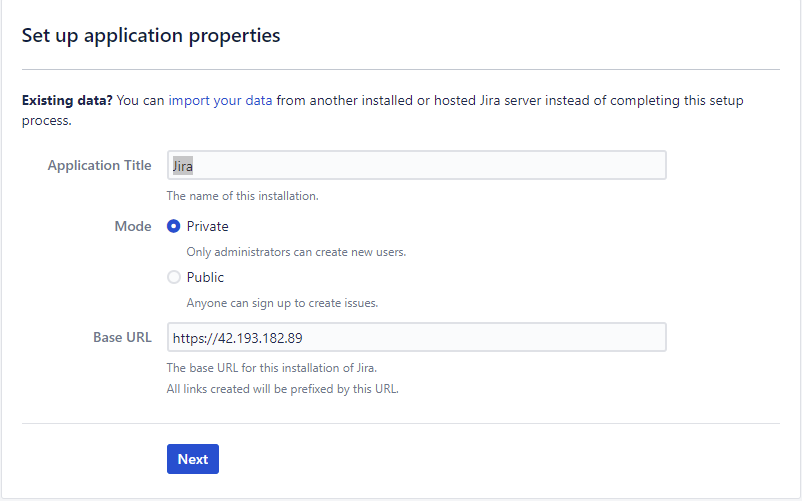 Set up application properties
Existing data? You can import your data from another installed or hosted Jira server instead of completing this setup
process.
Application Title
Jira
The name of this installation.
Mode
Private
Only administrators can create new users.
Public
Anyone can sign up to create issues.
Base URL
https://42.193.182.89
The base URL for this installation of Jira.
All links created will be prefixed by this URL.
Next